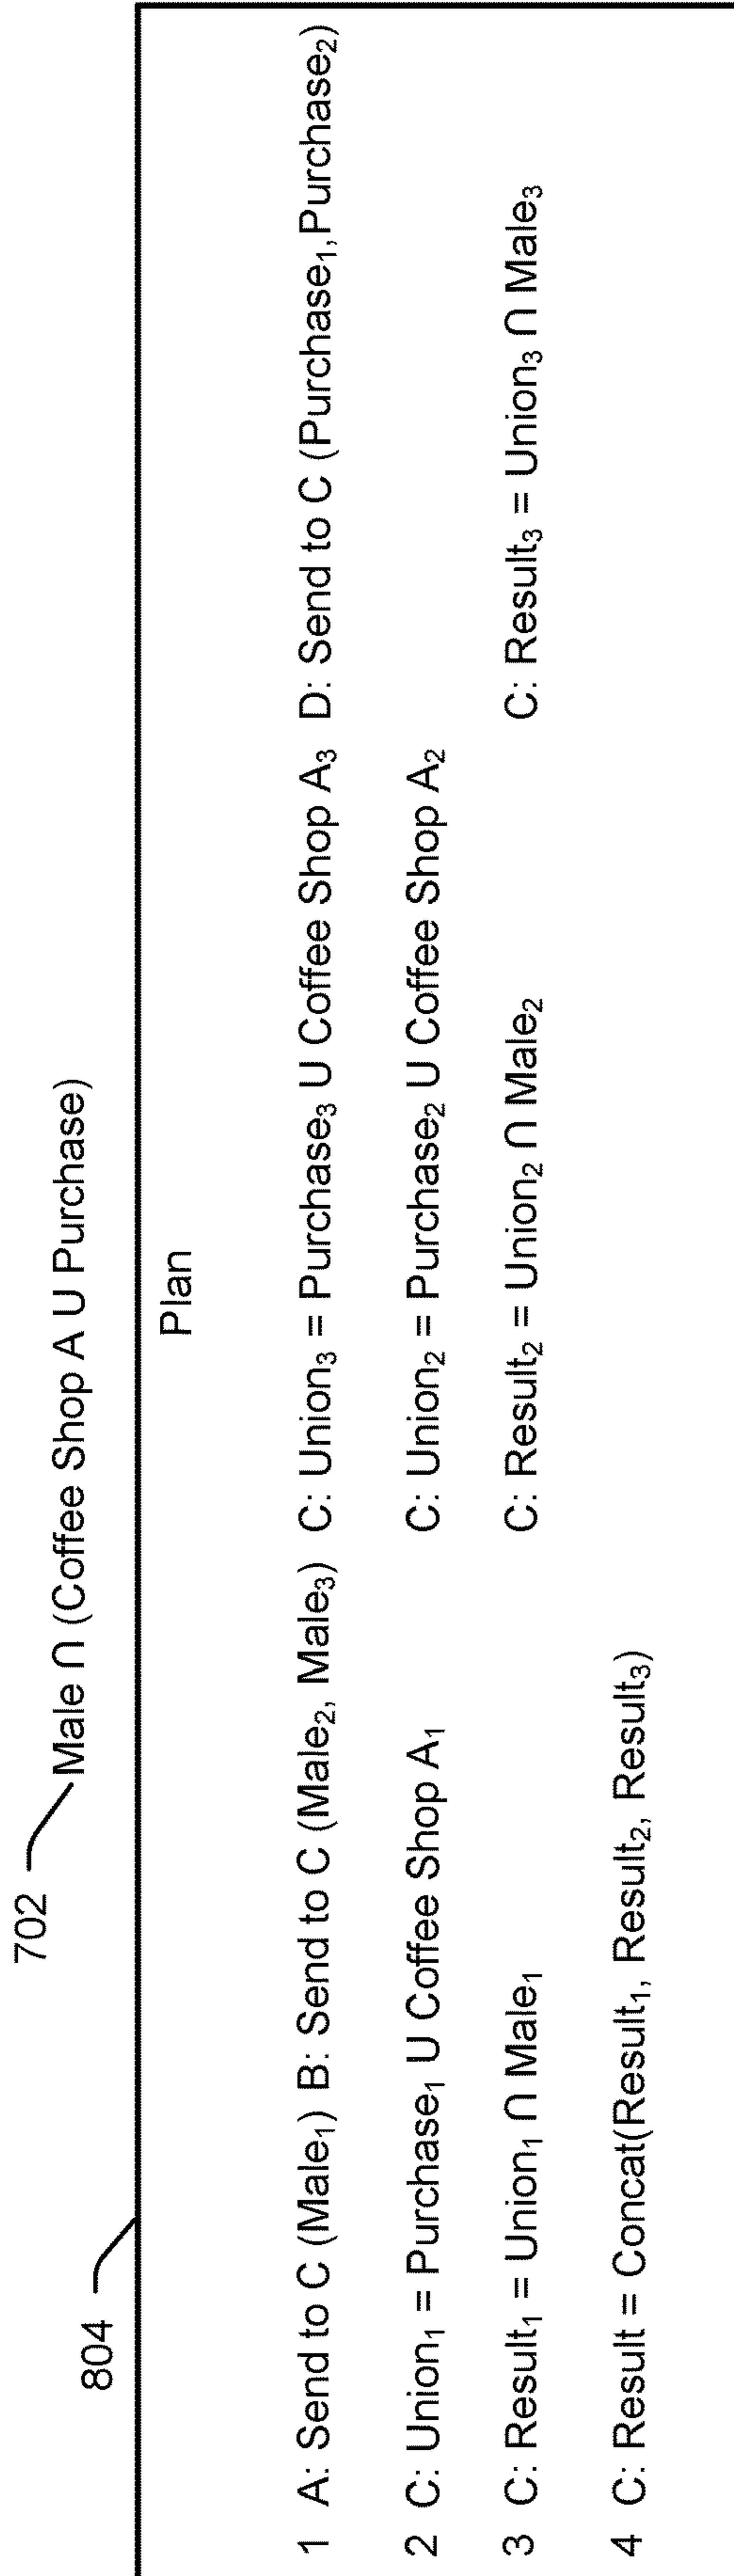 702
Male ∩ (Coffee Shop A U Purchase)
804
Plan
1 A: Send to C (Male₁) B: Send to C (Male₂, Male₃) C: Union₃ = Purchase₃ U Coffee Shop A₃ D: Send to C (Purchase₁,Purchase₂)
2 C: Union₁ = Purchase₁ U Coffee Shop A₁ C: Union₂ = Purchase₂ U Coffee Shop A₂
3 C: Result₁ = Union₁ ∩ Male₁ C: Result₂ = Union₂ ∩ Male₂ C: Result₃ = Union₃ ∩ Male₃
4 C: Result = Concat(Result₁, Result₂, Result₃)